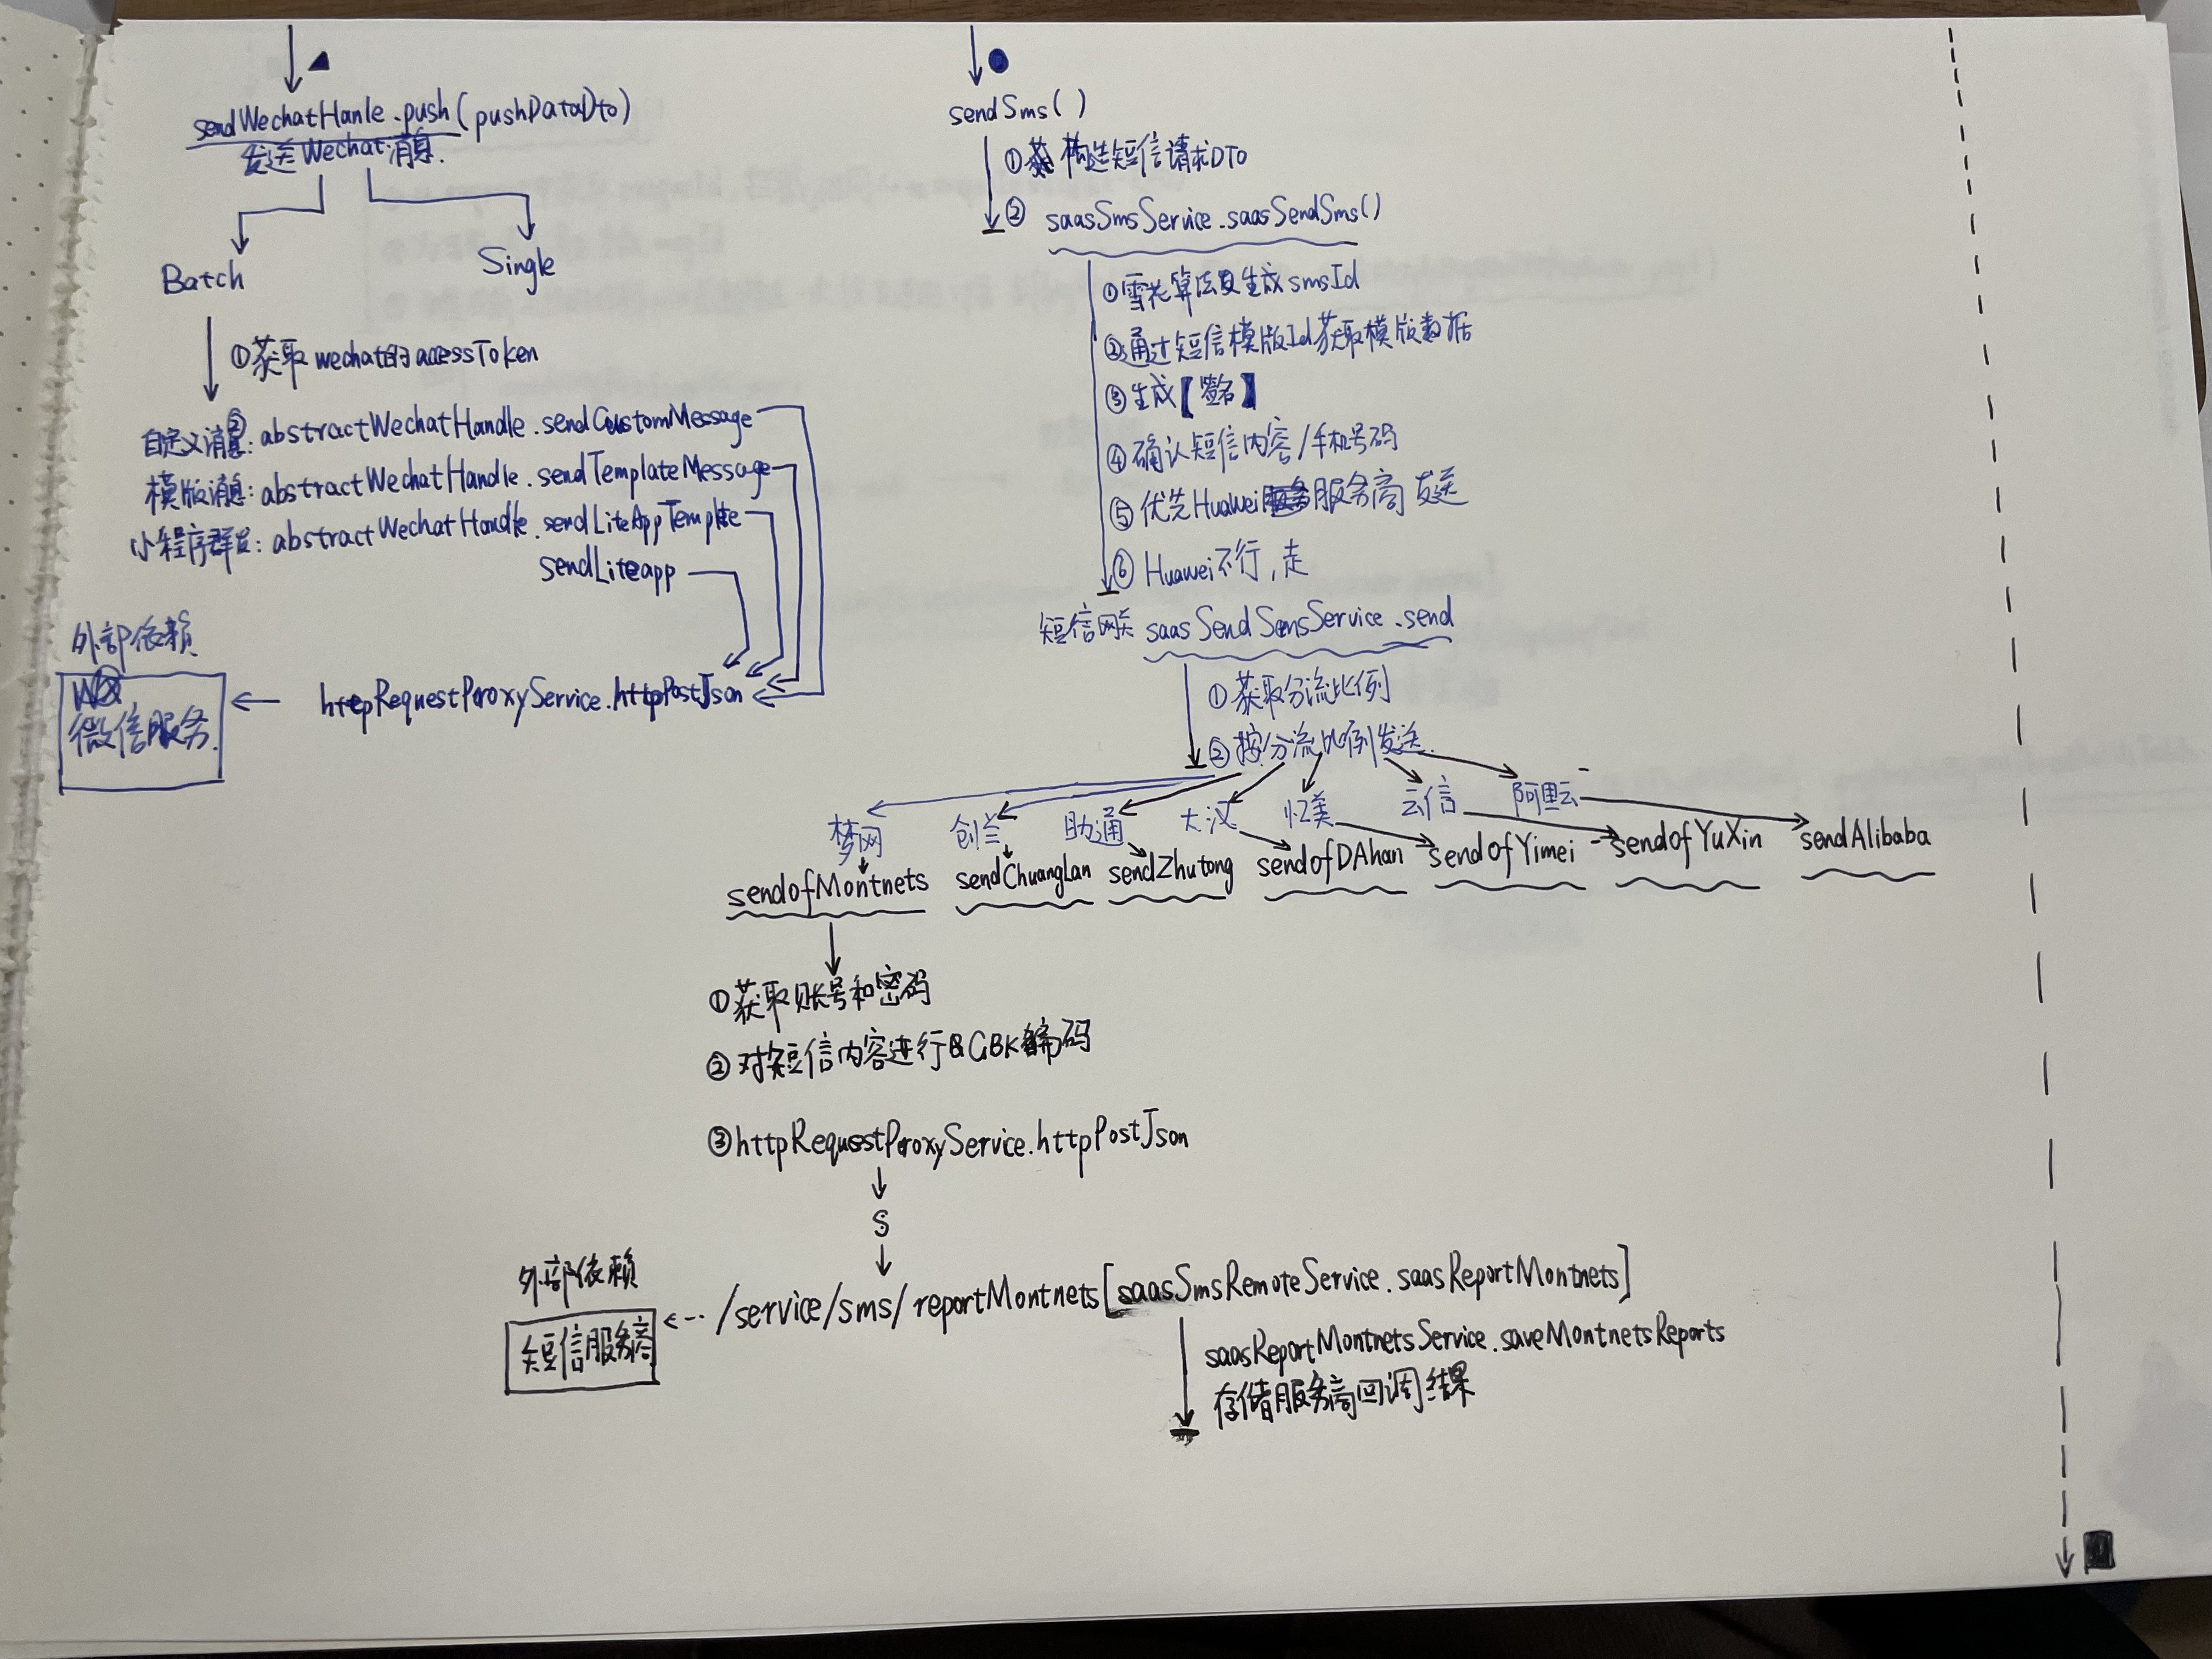 sendWechatHanle.push(pushDataDto)
发送Wechat消息.
Batch
Single
①获取wechat的accessToken
②
自定义消息: abstractWechatHandle.sendCustomMessage
模版消息: abstractWechatHandle.sendTemplateMessage
小程序群发: abstractWechatHandle.sendLiteAppTemplate
sendLiteapp
外部依赖
微信服务.
httpRequestProxyService.httpPostJson
sendSms()
①构造短信请求DTO
② saasSmsService.saasSendSms()
①雪花算法生成smsId
②通过短信模版Id获取模版数据
③生成【签名】
④确认短信内容/手机号码
⑤优先Huawei服务商发送
⑥Huawei不行,走
短信网关 saasSendSmsService.send
①获取分流比例
②按分流比例发送.
梦网 创兰 助通 大汉 忆美 云信 阿里云
sendofMontnets sendChuangLan sendZhutong sendofDAhan sendofYimei sendofYuXin sendAlibaba
①获取账号和密码
②对短信内容进行GBK编码
③httpRequestProxyService.httpPostJson
S
外部依赖
短信服务商
/service/sms/reportMontnets[saasSmsRemoteService.saasReportMontnets]
saasReportMontnetsService.saveMontnetsReports
存储服务商回调结果